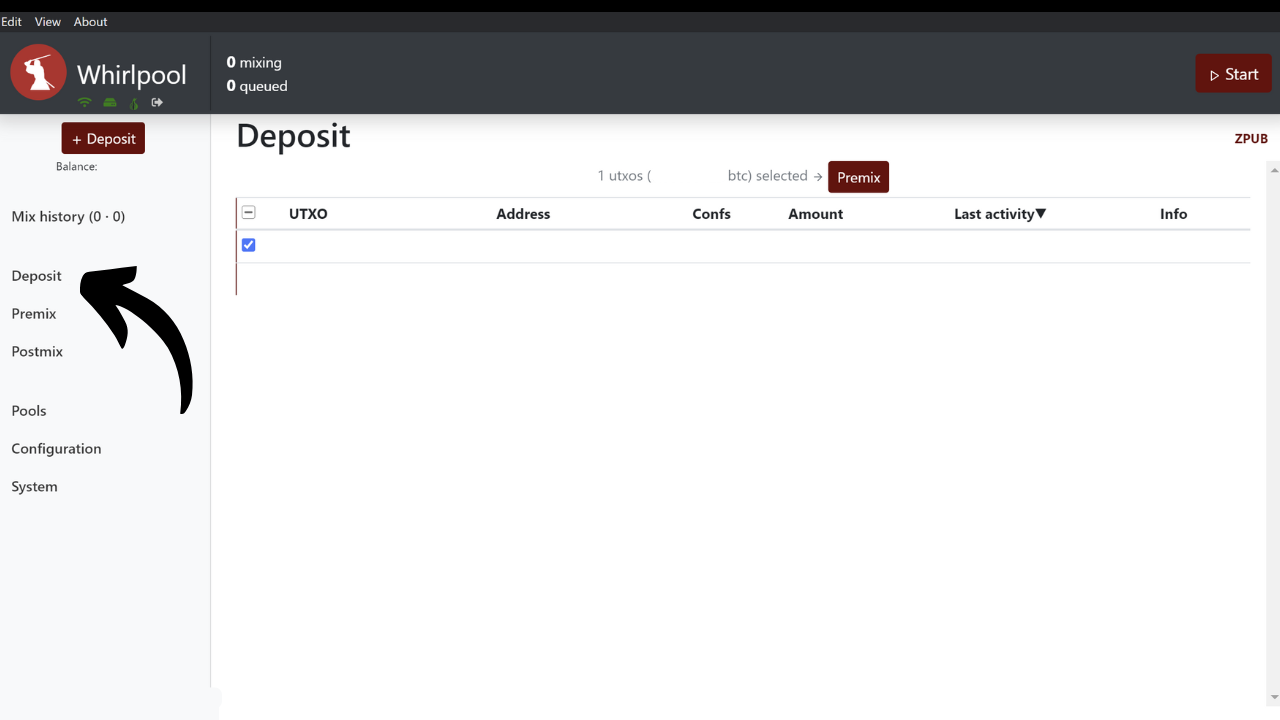 Edit View About
Whirlpool
0 mixing
0 queued
Start
+ Deposit
Balance:
Mix history (0 · 0)
Deposit
Premix
Postmix
Pools
Configuration
System
Deposit
ZPUB
1 utxos ( btc) selected → Premix
UTXO Address Confs Amount Last activity▼ Info